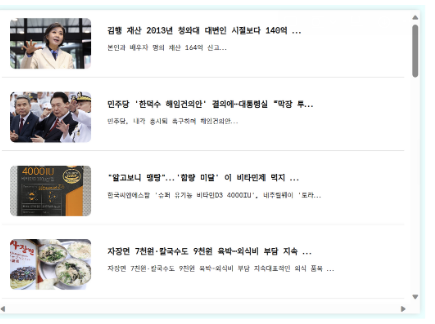 김행 재산 2013년 청와대 대변인 시절보다 140억 ...
본인과 배우자 명의 재산 164억 신고...
민주당 '한덕수 해임건의안' 결의에-대통령실 "막장 투...
민주당, 내각 총사퇴 촉구하며 해임건의안...
4000IU
"알고보니 맹탕"...'함량 미달' 이 비타민제 먹지 ...
한국씨엔에스팜 '슈퍼 유기농 비타민D3 4000IU', 내추럴웨이 '도라...
자장면 7천원·칼국수도 9천원 육박-외식비 부담 지속 ...
자장면 7천원·칼국수도 9천원 육박-외식비 부담 지속대표적인 외식 품목 ...